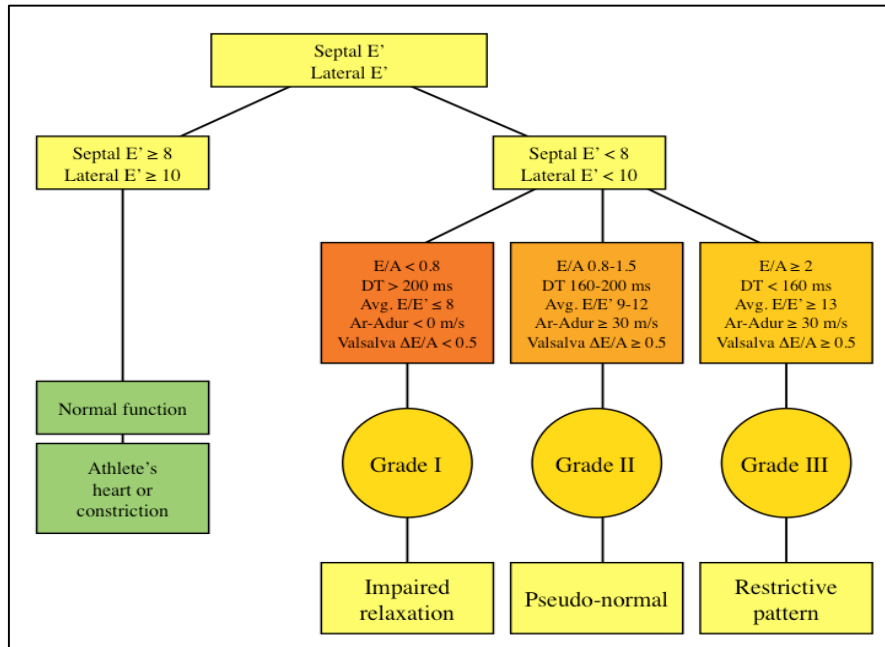 Septal E’
Lateral E’
Septal E’ ≥ 8
Lateral E’ ≥ 10
Septal E’ < 8
Lateral E’ < 10
E/A < 0.8
DT > 200 ms
Avg. E/E’ ≤ 8
Ar-Adur < 0 m/s
Valsalva ΔE/A < 0.5
E/A 0.8-1.5
DT 160-200 ms
Avg. E/E’ 9-12
Ar-Adur ≥ 30 m/s
Valsalva ΔE/A ≥ 0.5
E/A ≥ 2
DT < 160 ms
Avg. E/E’ ≥ 13
Ar-Adur ≥ 30 m/s
Valsalva ΔE/A ≥ 0.5
Normal function
Athlete’s
heart or
constriction
Grade I
Grade II
Grade III
Impaired
relaxation
Pseudo-normal
Restrictive
pattern